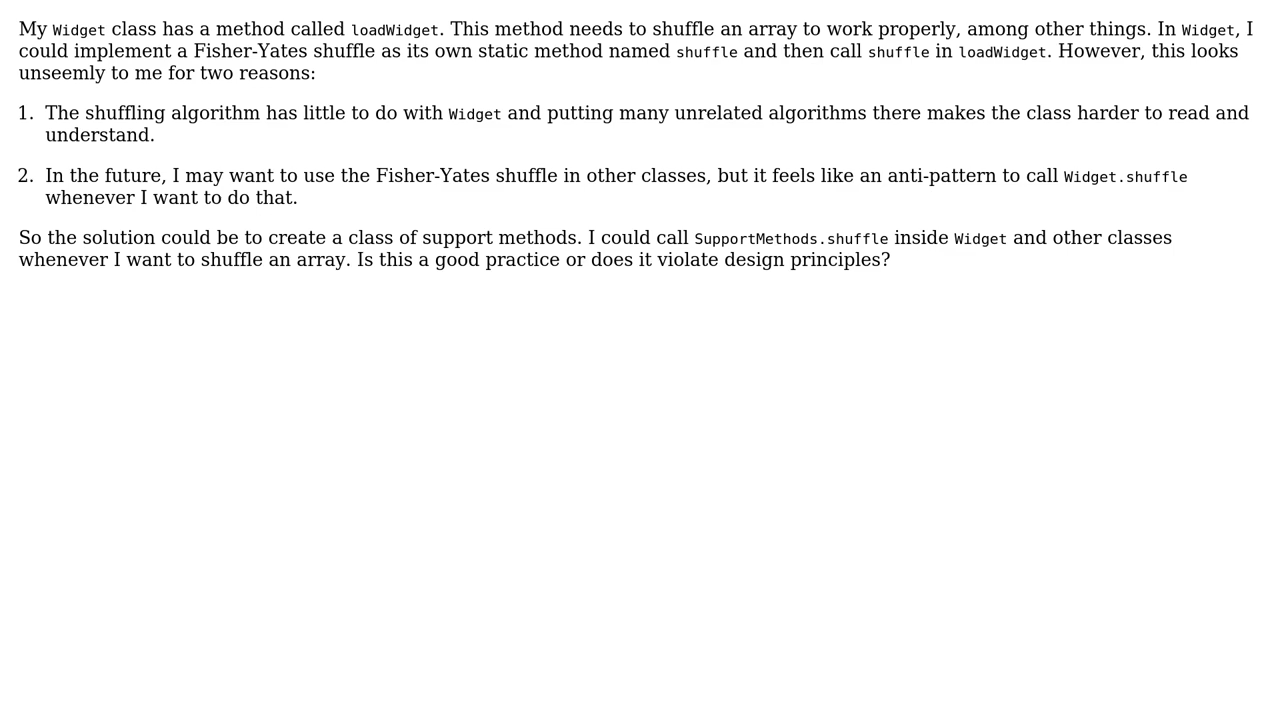 My Widget class has a method called loadWidget. This method needs to shuffle an array to work properly, among other things. In Widget, I
could implement a Fisher-Yates shuffle as its own static method named shuffle and then call shuffle in loadWidget. However, this looks
unseemly to me for two reasons:
1. The shuffling algorithm has little to do with Widget and putting many unrelated algorithms there makes the class harder to read and
understand.
2. In the future, I may want to use the Fisher-Yates shuffle in other classes, but it feels like an anti-pattern to call Widget.shuffle
whenever I want to do that.
So the solution could be to create a class of support methods. I could call SupportMethods.shuffle inside Widget and other classes
whenever I want to shuffle an array. Is this a good practice or does it violate design principles?